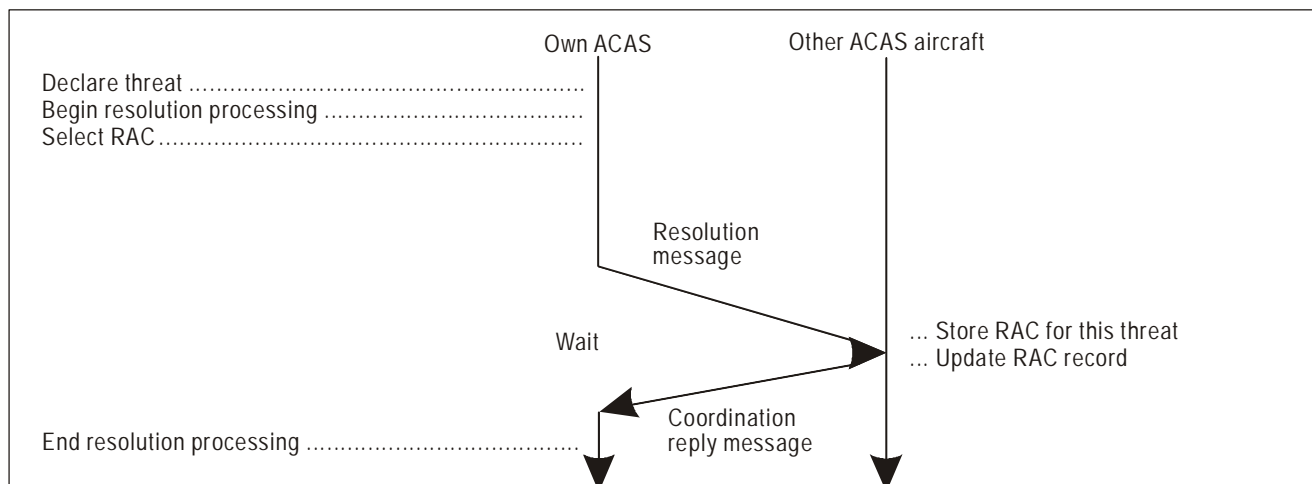 Own ACAS
Other ACAS aircraft
Declare threat ...........................................................
Begin resolution processing .......................................
Select RAC...............................................................
Resolution
message
Wait
... Store RAC for this threat
... Update RAC record
Coordination
reply message
End resolution processing ........................................